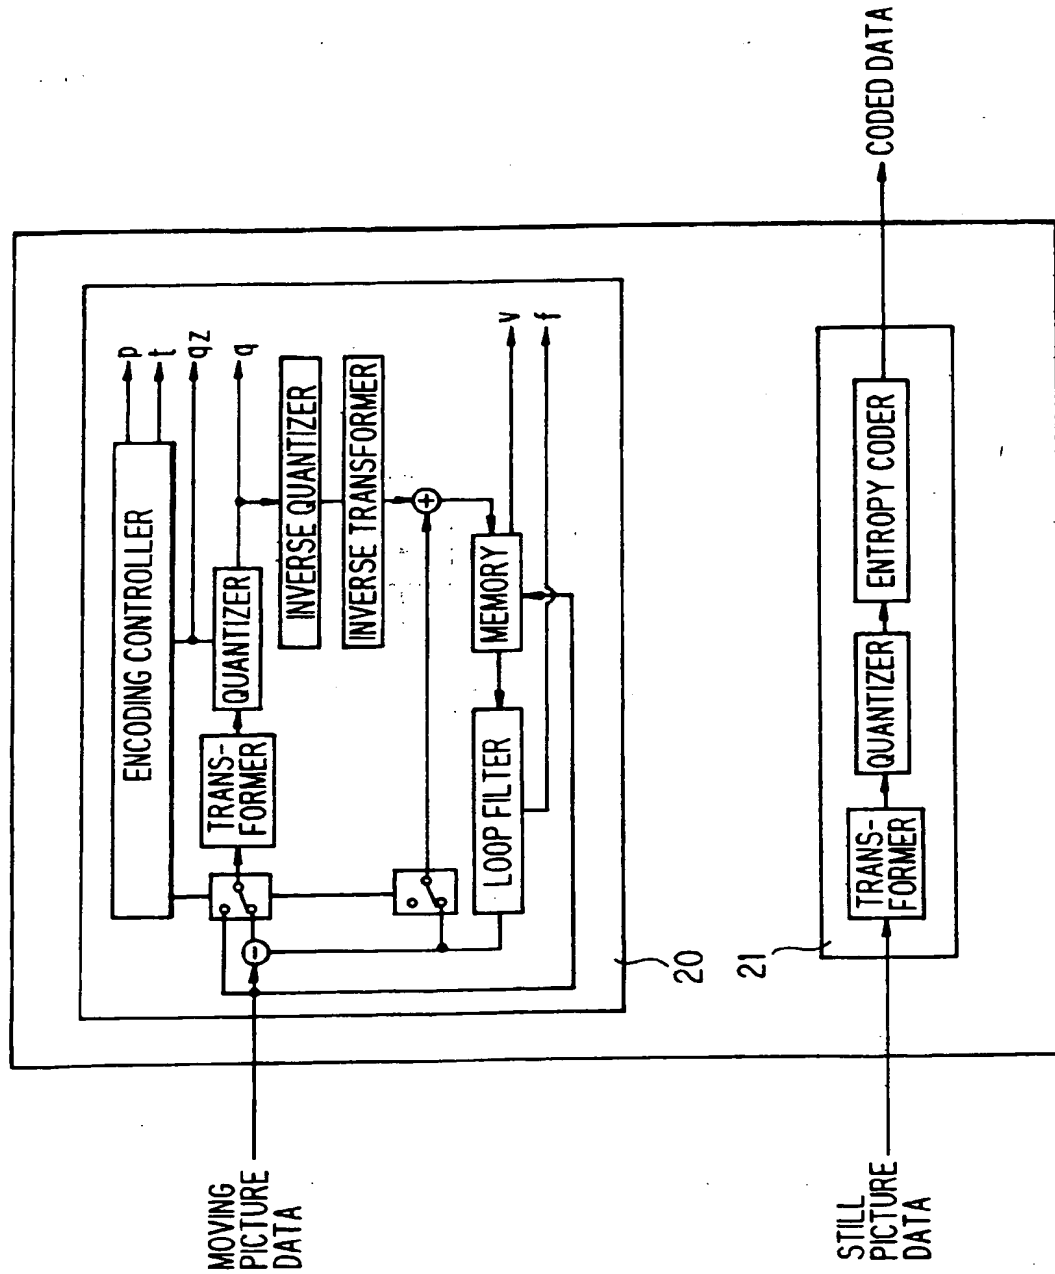 ENCODING CONTROLLER
p
t
qz
q
TRANS-
FORMER
QUANTIZER
INVERSE QUANTIZER
INVERSE TRANSFORMER
MOVING
PICTURE
DATA
LOOP FILTER
MEMORY
v
f
20
21
STILL
PICTURE
DATA
TRANS-
FORMER
QUANTIZER
ENTROPY CODER
CODED DATA